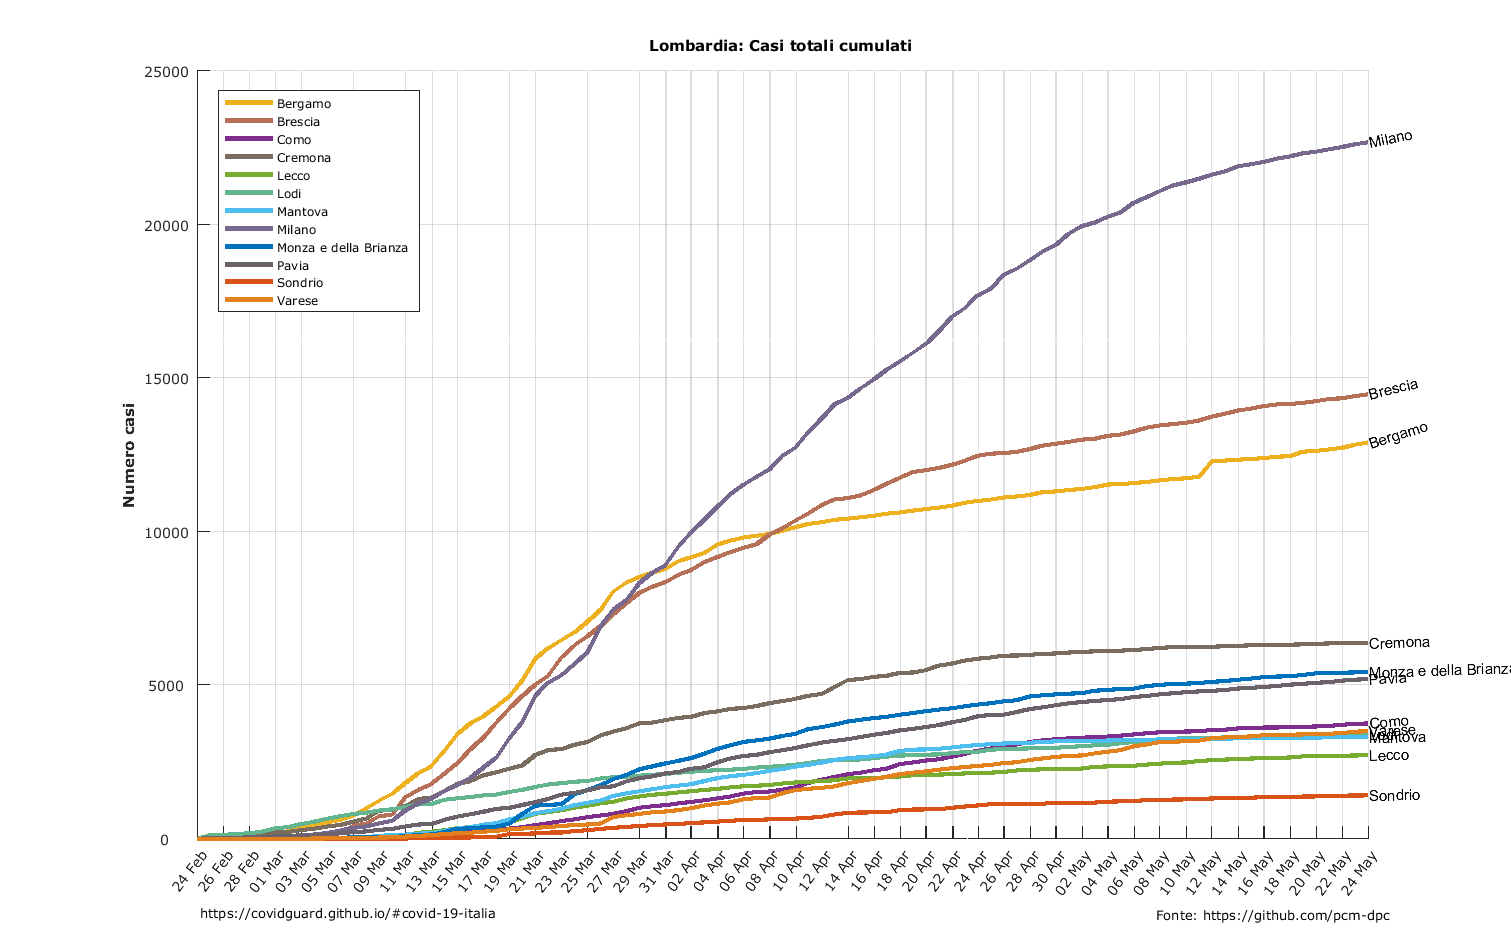 Lombardia: Casi totali cumulati
25000
20000
15000
10000
5000
0
Numero casi
Bergamo
Brescia
Como
Cremona
Lecco
Lodi
Mantova
Milano
Monza e della Brianza
Pavia
Sondrio
Varese
Milano
Brescia
Bergamo
Cremona
Monza e della Brianza
Pavia
Como
Varese
Mantova
Lecco
Sondrio
24 Feb
26 Feb
28 Feb
01 Mar
03 Mar
05 Mar
07 Mar
09 Mar
11 Mar
13 Mar
15 Mar
17 Mar
19 Mar
21 Mar
23 Mar
25 Mar
27 Mar
29 Mar
31 Mar
02 Apr
04 Apr
06 Apr
08 Apr
10 Apr
12 Apr
14 Apr
16 Apr
18 Apr
20 Apr
22 Apr
24 Apr
26 Apr
28 Apr
30 Apr
02 May
04 May
06 May
08 May
10 May
12 May
14 May
16 May
18 May
20 May
22 May
24 May
https://covidguard.github.io/#covid-19-italia
Fonte: https://github.com/pcm-dpc